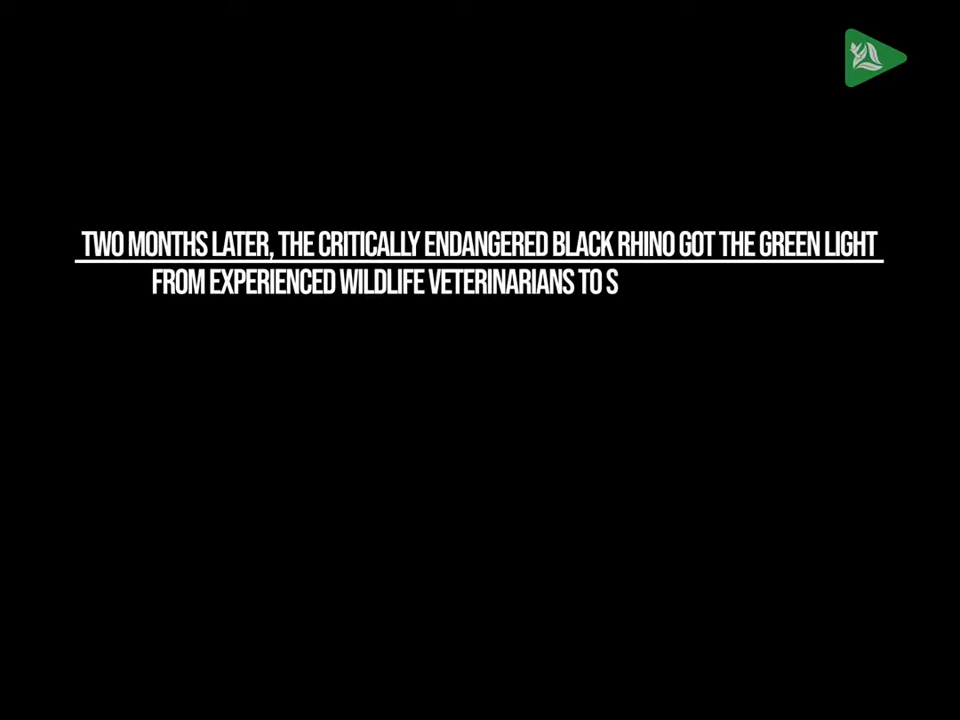 TWO MONTHS LATER, THE CRITICALLY ENDANGERED BLACK RHINO GOT THE GREEN LIGHT
FROM EXPERIENCED WILDLIFE VETERINARIANS TO S